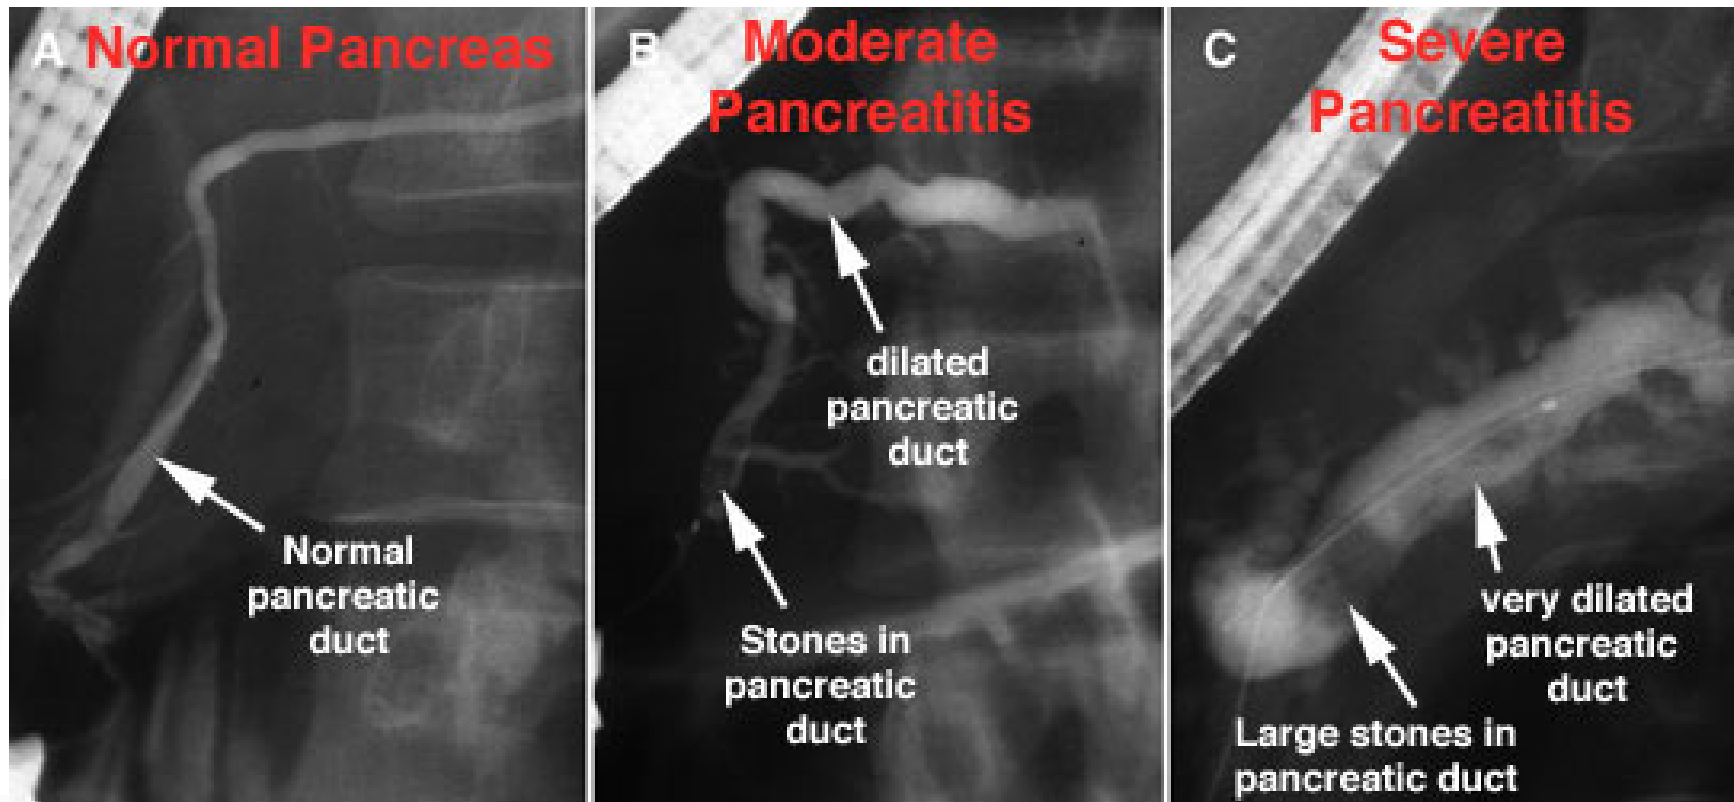 A Normal Pancreas
Normal
pancreatic
duct
B Moderate
Pancreatitis
dilated
pancreatic
duct
Stones in
pancreatic
duct
C Severe
Pancreatitis
very dilated
pancreatic
duct
Large stones in
pancreatic duct